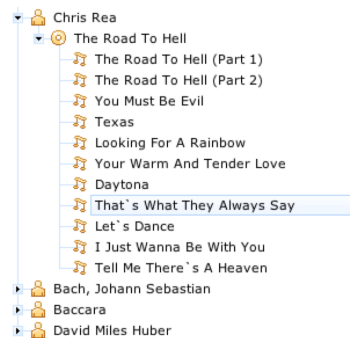 Chris Rea
The Road To Hell
The Road To Hell (Part 1)
The Road To Hell (Part 2)
You Must Be Evil
Texas
Looking For A Rainbow
Your Warm And Tender Love
Daytona
That`s What They Always Say
Let`s Dance
I Just Wanna Be With You
Tell Me There`s A Heaven
Bach, Johann Sebastian
Baccara
David Miles Huber